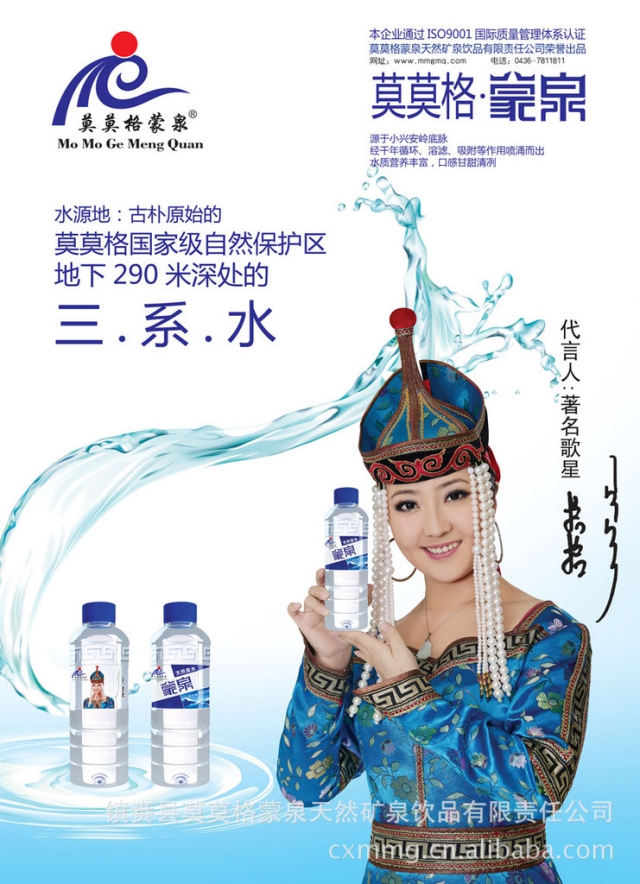 莫莫格蒙泉®
Mo Mo Ge Meng Quan
本企业通过 ISO9001 国际质量管理体系认证
莫莫格蒙泉天然矿泉饮品有限责任公司荣誉出品
网址：www.mmgmq.com 电话：0436-7811811
莫莫格·蒙泉
源于小兴安岭底脉
经千年循环、溶滤、吸附等作用喷涌而出
水质营养丰富，口感甘甜清冽
水源地：古朴原始的
莫莫格国家级自然保护区
地下 290 米深处的
三.系.水
代言人：著名歌星
蒙泉
蒙泉
镇赉县莫莫格蒙泉天然矿泉饮品有限责任公司
cxmmg.cn.alibaba.com